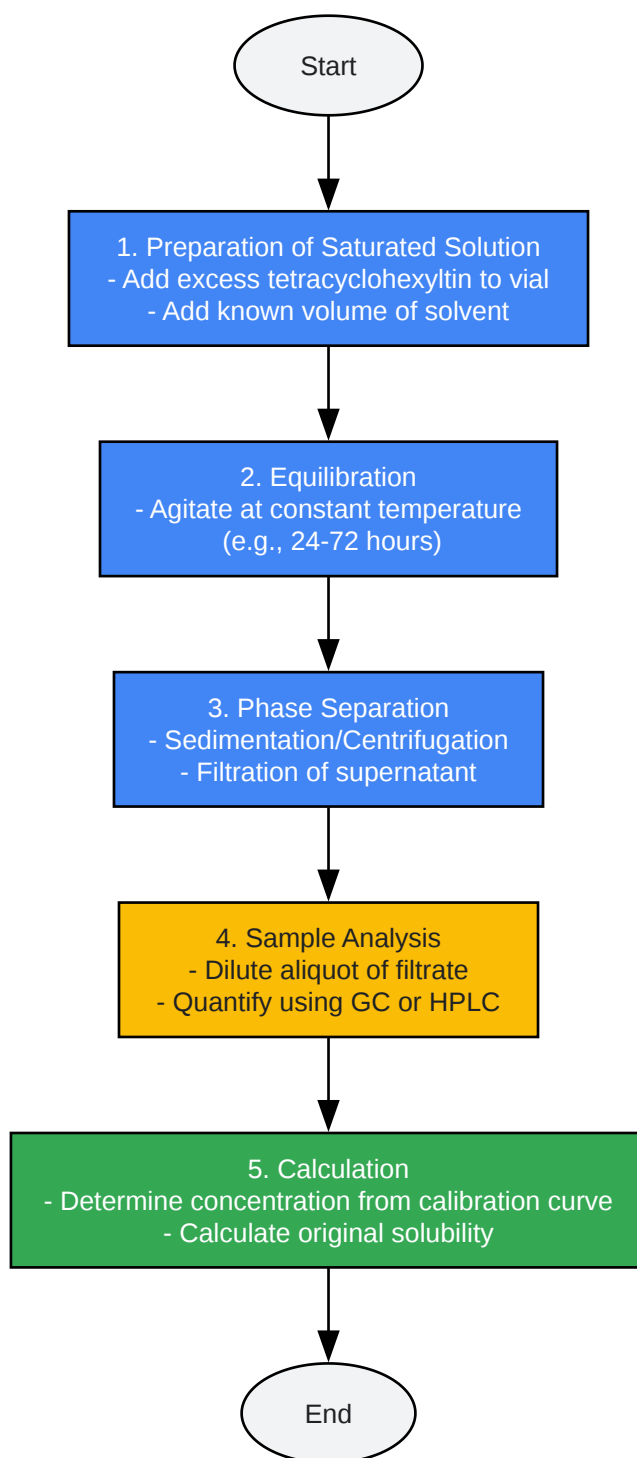 Start
1. Preparation of Saturated Solution
- Add excess tetracyclohexyltin to vial
- Add known volume of solvent
2. Equilibration
- Agitate at constant temperature
(e.g., 24-72 hours)
3. Phase Separation
- Sedimentation/Centrifugation
- Filtration of supernatant
4. Sample Analysis
- Dilute aliquot of filtrate
- Quantify using GC or HPLC
5. Calculation
- Determine concentration from calibration curve
- Calculate original solubility
End